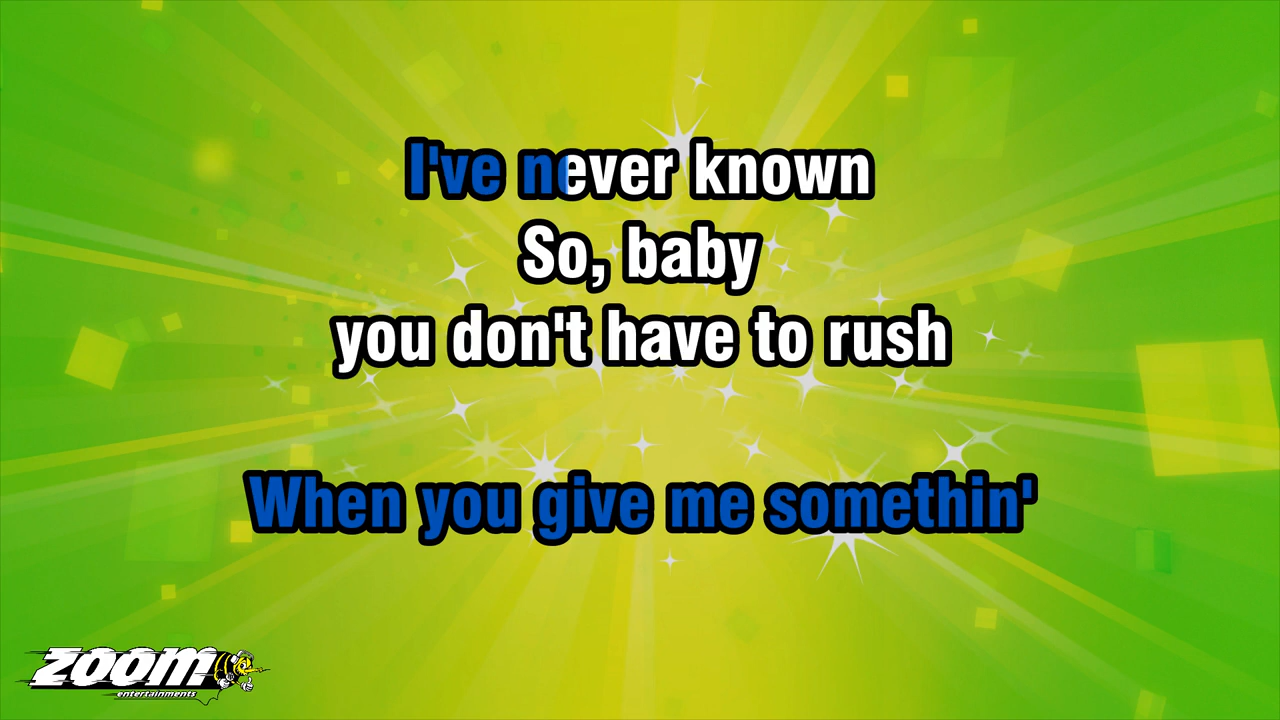 I've never known
So, baby
you don't have to rush
When you give me somethin'
zoom
entertainments